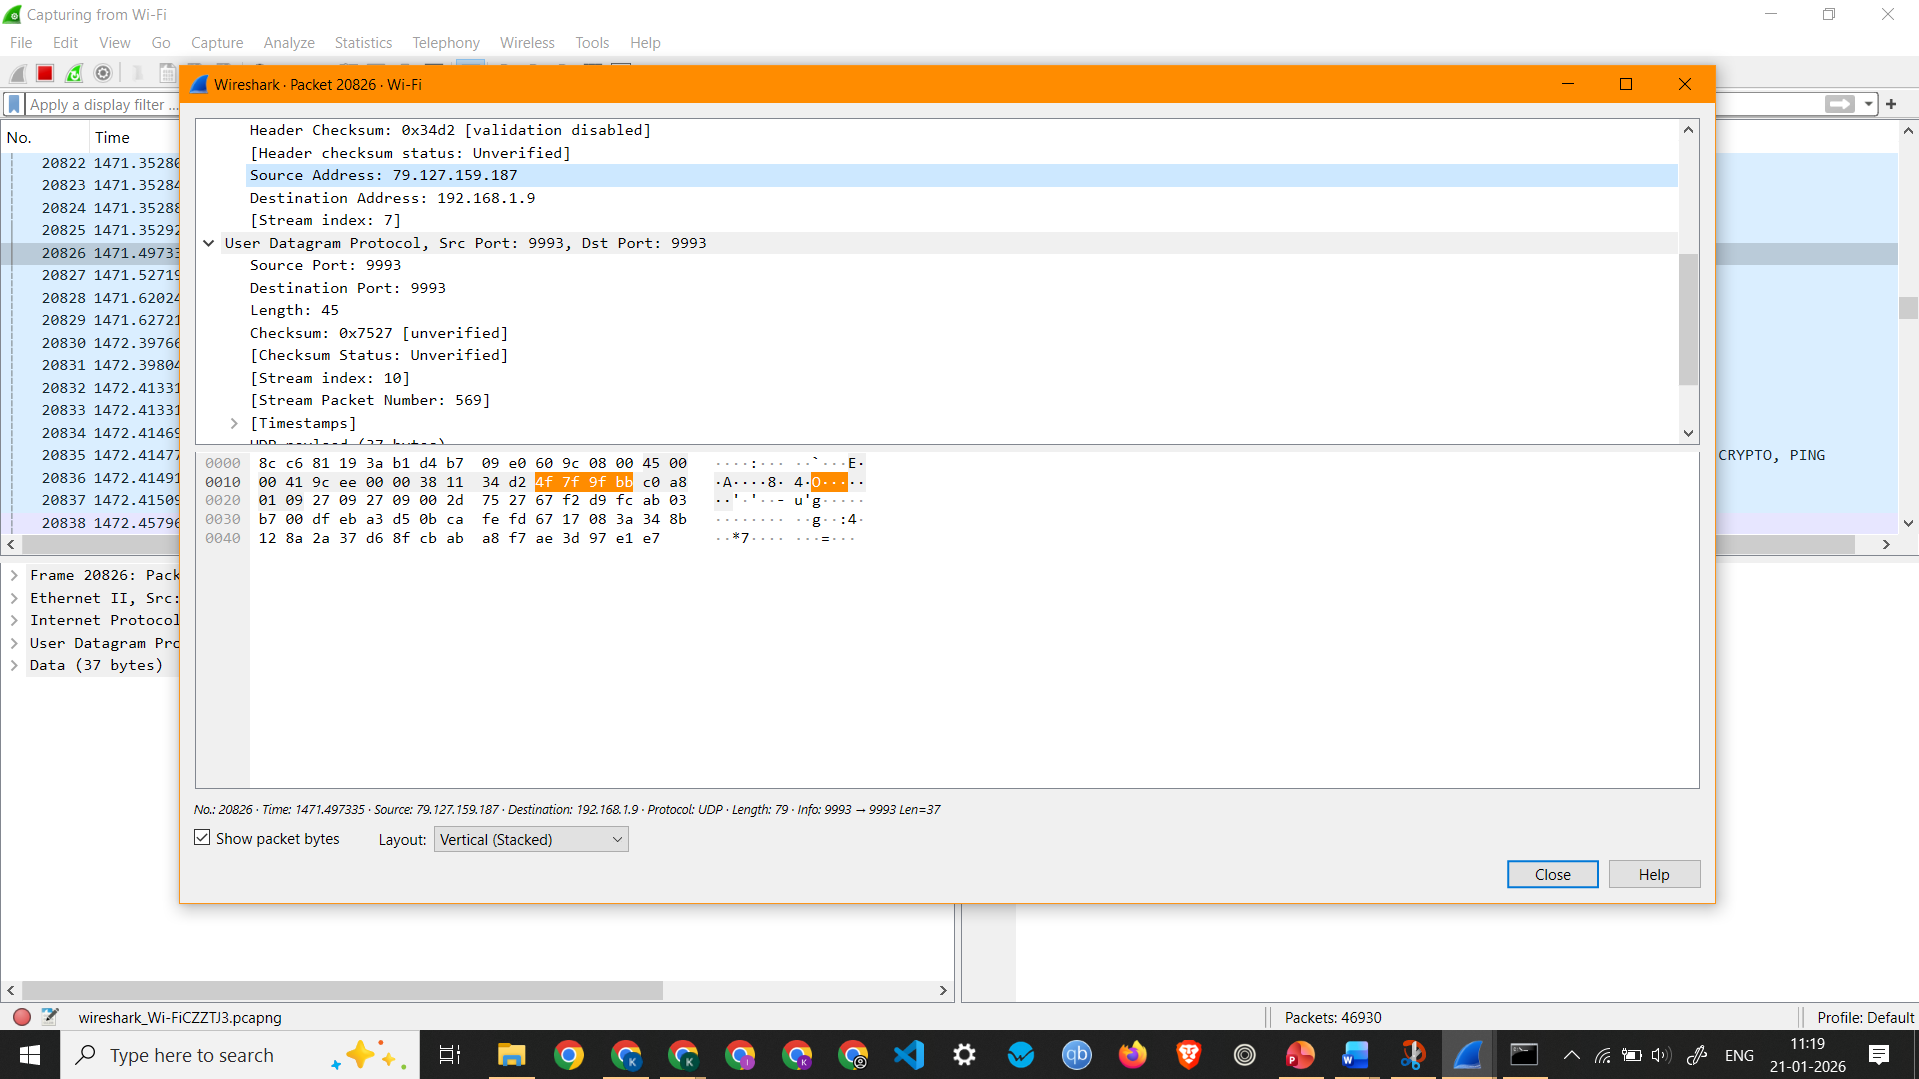 Capturing from Wi-Fi
File Edit View Go Capture Analyze Statistics Telephony Wireless Tools Help
Wireshark · Packet 20826 · Wi-Fi
Apply a display filter ...
No. Time
20822 1471.35280
20823 1471.35284
20824 1471.35288
20825 1471.35292
20826 1471.49733
20827 1471.52719
20828 1471.62024
20829 1471.62721
20830 1472.39766
20831 1472.39804
20832 1472.41331
20833 1472.41331
20834 1472.41469
20835 1472.41477 CRYPTO, PING
20836 1472.41491
20837 1472.41509
20838 1472.45796
Header Checksum: 0x34d2 [validation disabled]
[Header checksum status: Unverified]
Source Address: 79.127.159.187
Destination Address: 192.168.1.9
[Stream index: 7]
User Datagram Protocol, Src Port: 9993, Dst Port: 9993
Source Port: 9993
Destination Port: 9993
Length: 45
Checksum: 0x7527 [unverified]
[Checksum Status: Unverified]
[Stream index: 10]
[Stream Packet Number: 569]
[Timestamps]
UDP payload (37 bytes)
0000 8c c6 81 19 3a b1 d4 b7 09 e0 60 9c 08 00 45 00 ····:··· ··`···E·
0010 00 41 9c ee 00 00 38 11 34 d2 4f 7f 9f bb c0 a8 ·A····8· 4·O·····
0020 01 09 27 09 27 09 00 2d 75 27 67 f2 d9 fc ab 03 ··'·'··- u'g·····
0030 b7 00 df eb a3 d5 0b ca fe fd 67 17 08 3a 34 8b ········ ··g··:4·
0040 12 8a 2a 37 d6 8f cb ab a8 f7 ae 3d 97 e1 e7 ··*7···· ···=···
Frame 20826: Pack
Ethernet II, Src:
Internet Protocol
User Datagram Pro
Data (37 bytes)
No.: 20826 · Time: 1471.497335 · Source: 79.127.159.187 · Destination: 192.168.1.9 · Protocol: UDP · Length: 79 · Info: 9993 → 9993 Len=37
Show packet bytes Layout: Vertical (Stacked)
Close Help
wireshark_Wi-FiCZZTJ3.pcapng Packets: 46930 Profile: Default
Type here to search
ENG
11:19
21-01-2026